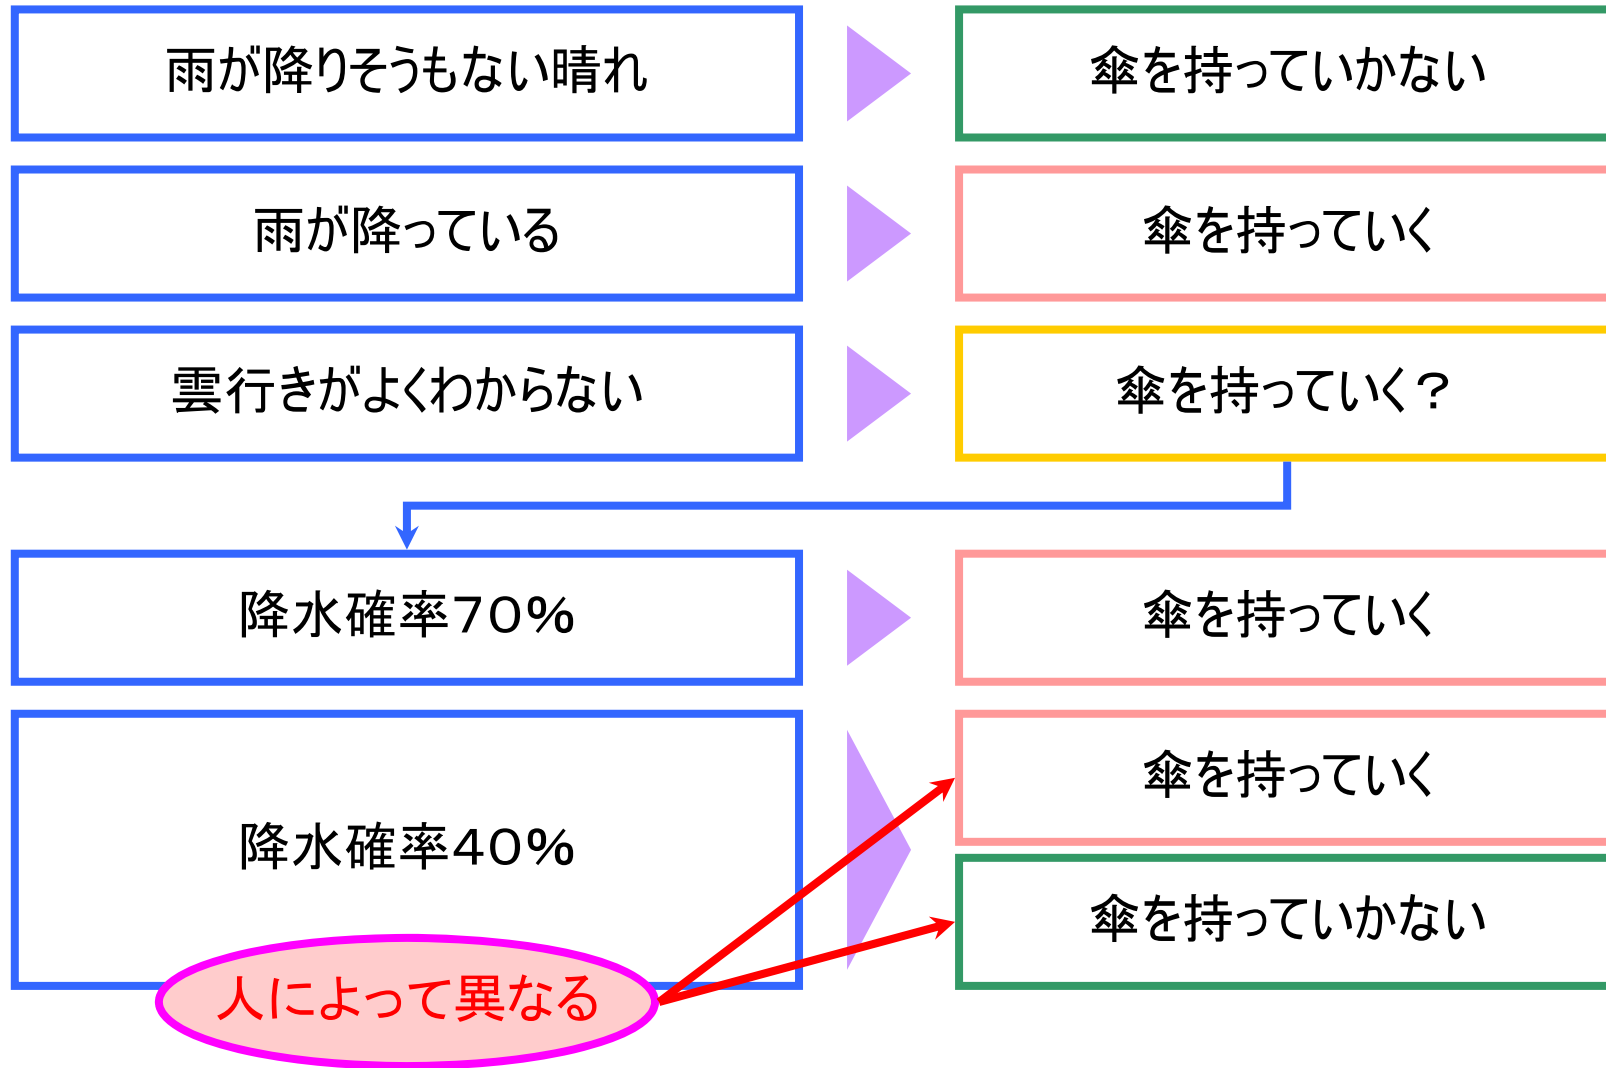 雨が降りそうもない晴れ
傘を持っていかない
雨が降っている
傘を持っていく
雲行きがよくわからない
傘を持っていく？
降水確率70%
傘を持っていく
降水確率40%
傘を持っていく
傘を持っていかない
人によって異なる